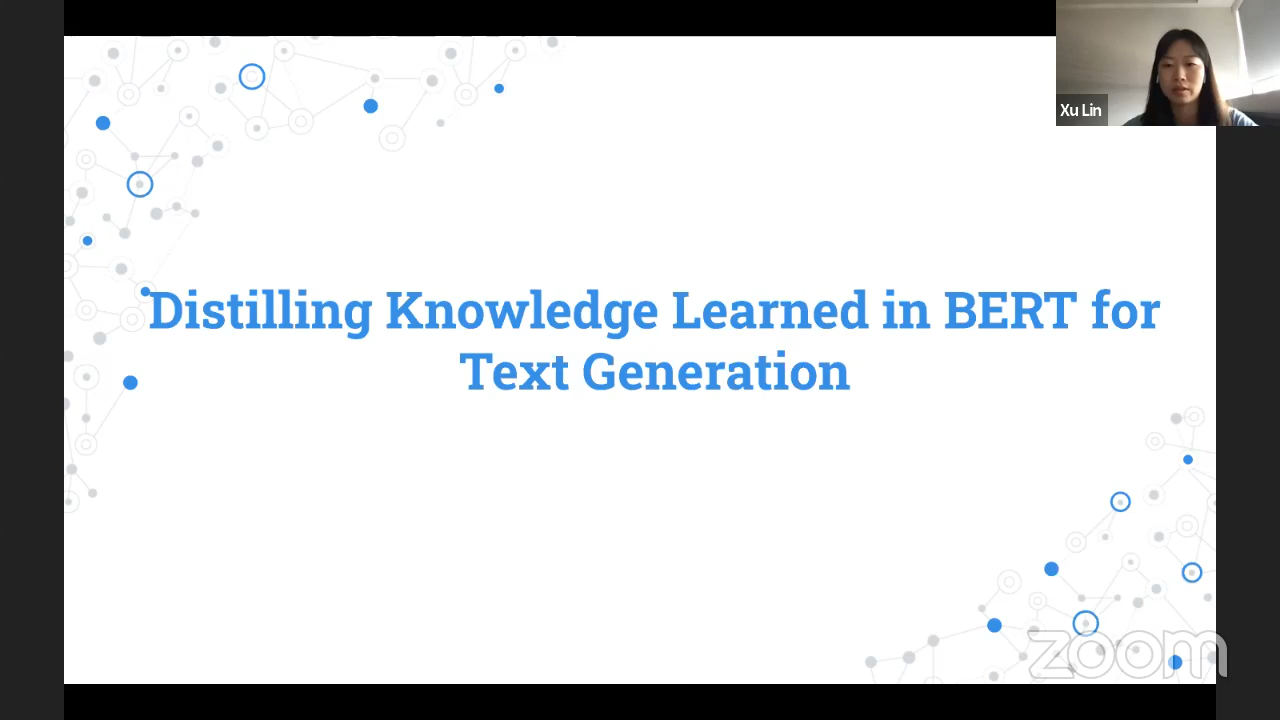 Xu Lin
Distilling Knowledge Learned in BERT for
Text Generation
zoom